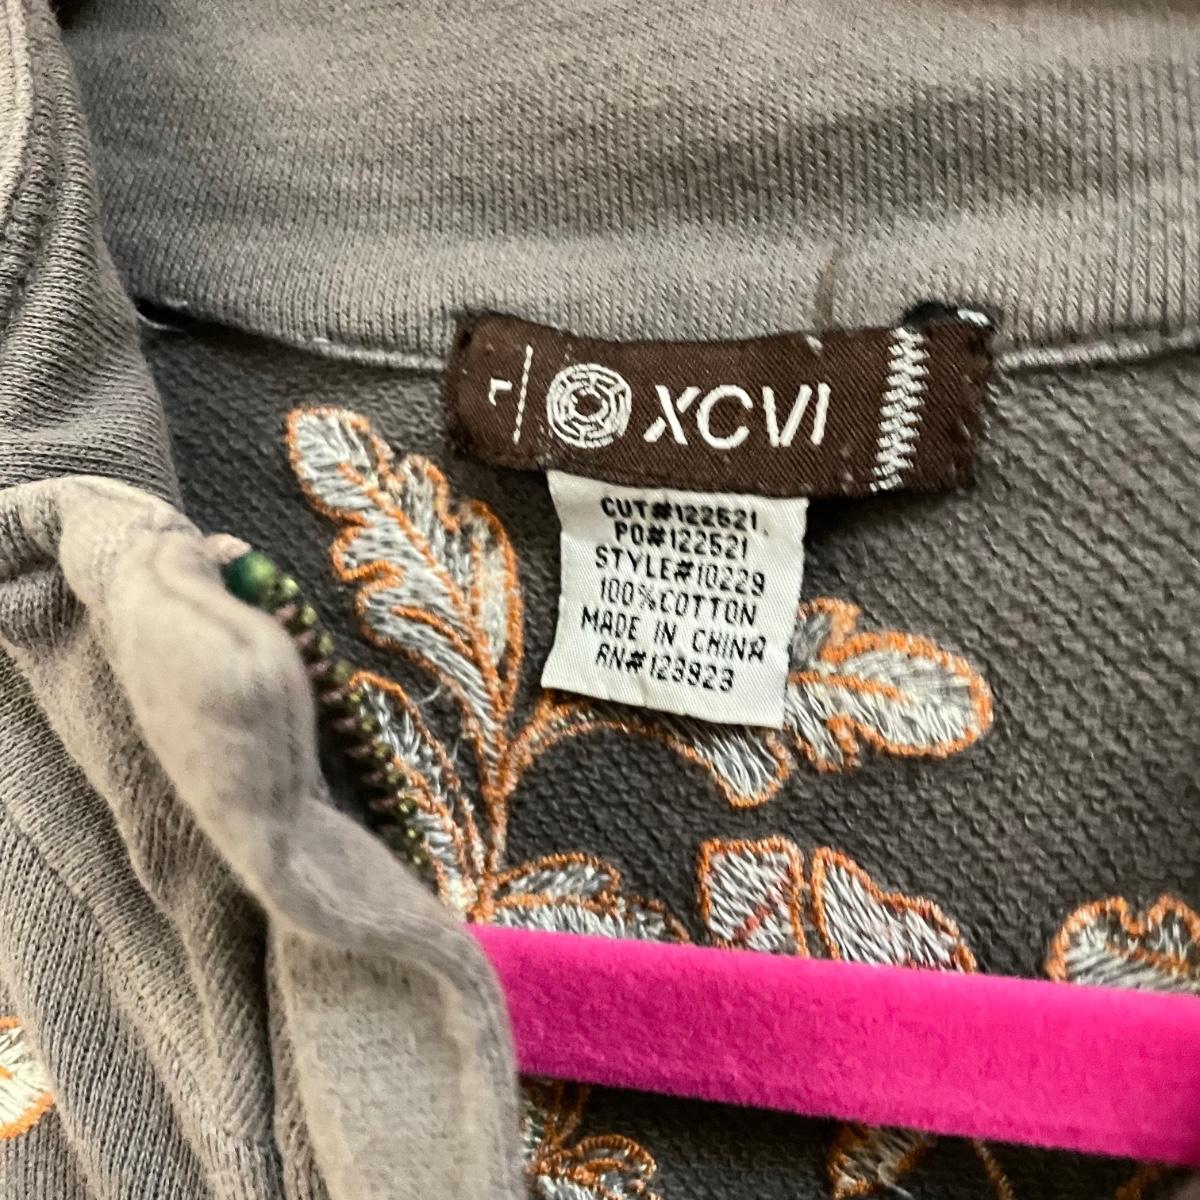 L
XCVI
CUT#122521
PO#122521
STYLE#10229
100%COTTON
MADE IN CHINA
RN#123923